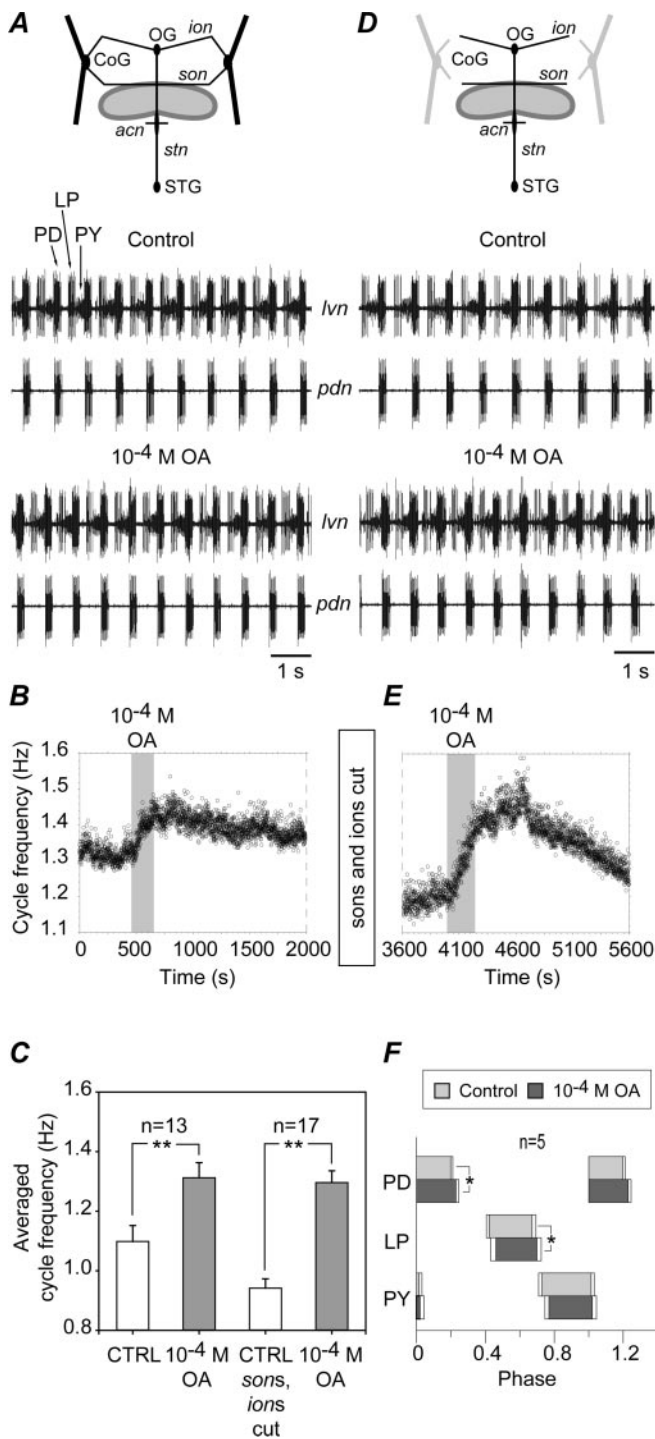 A
OG
ion
CoG
son
acn
stn
STG
LP
PD
PY
Control
lvn
pdn
10-4 M OA
lvn
pdn
1 s
D
OG
ion
CoG
son
acn
stn
STG
Control
10-4 M OA
1 s
B
10-4 M
OA
Cycle frequency (Hz)
1.6
1.5
1.4
1.3
1.2
1.1
0 500 1000 1500 2000
Time (s)
sons and ions cut
E
10-4 M
OA
3600 4100 4600 5100 5600
Time (s)
C
Averaged
cycle frequency (Hz)
1.6
1.4
1.2
1.0
0.8
n=13
**
n=17
**
CTRL 10-4 M
OA
CTRL
sons,
ions
cut
10-4 M
OA
F
Control 10-4 M OA
n=5
PD
*
LP
*
PY
0 0.4 0.8 1.2
Phase